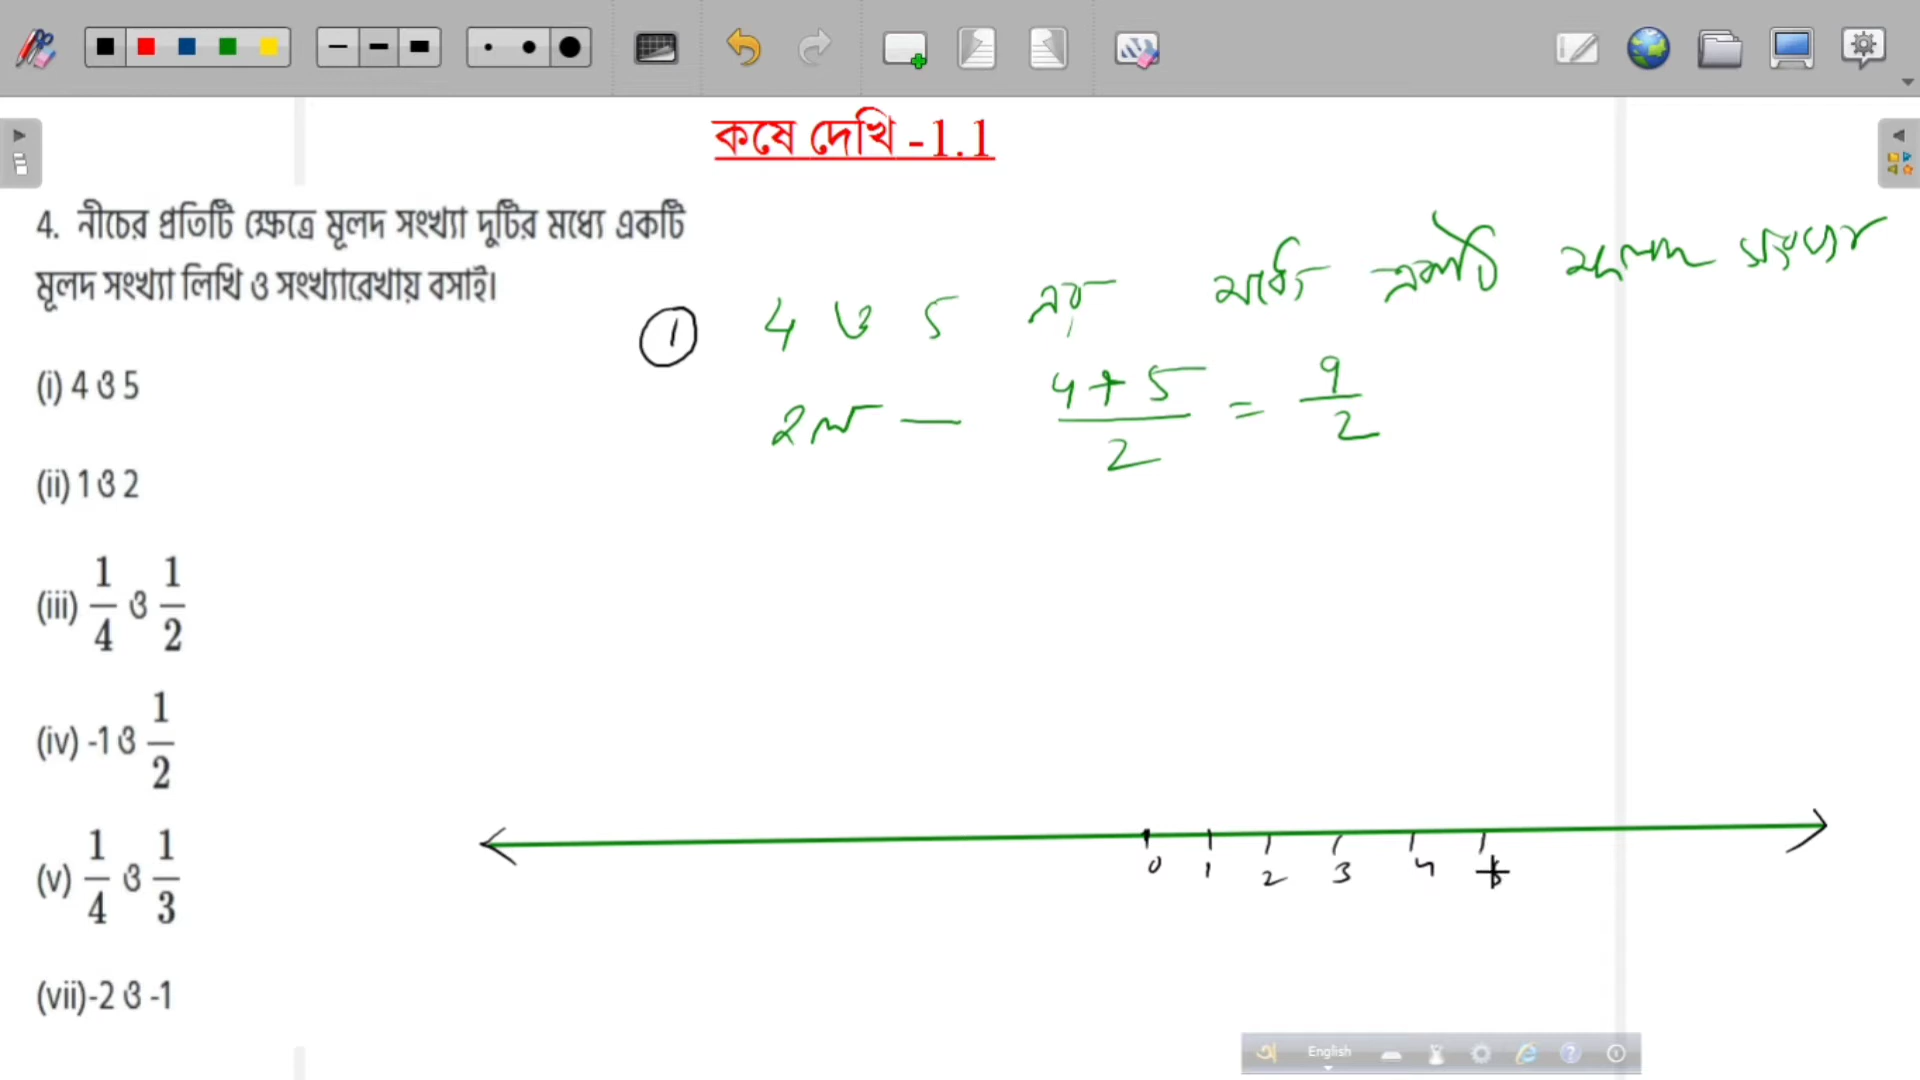 কষে দেখি -1.1
4. নীচের প্রতিটি ক্ষেত্রে মূলদ সংখ্যা দুটির মধ্যে একটি
মূলদ সংখ্যা লিখি ও সংখ্যারেখায় বসাই।
(i) 4 ও 5
(ii) 1 ও 2
(iii) 1/4 ও 1/2
(iv) -1 ও 1/2
(v) 1/4 ও 1/3
(vii)-2 ও -1
① 4 ও 5 এর মধ্যে একটি মূলদ সংখ্যা
হল — (4+5)/2 = 9/2
0 1 2 3 4
English